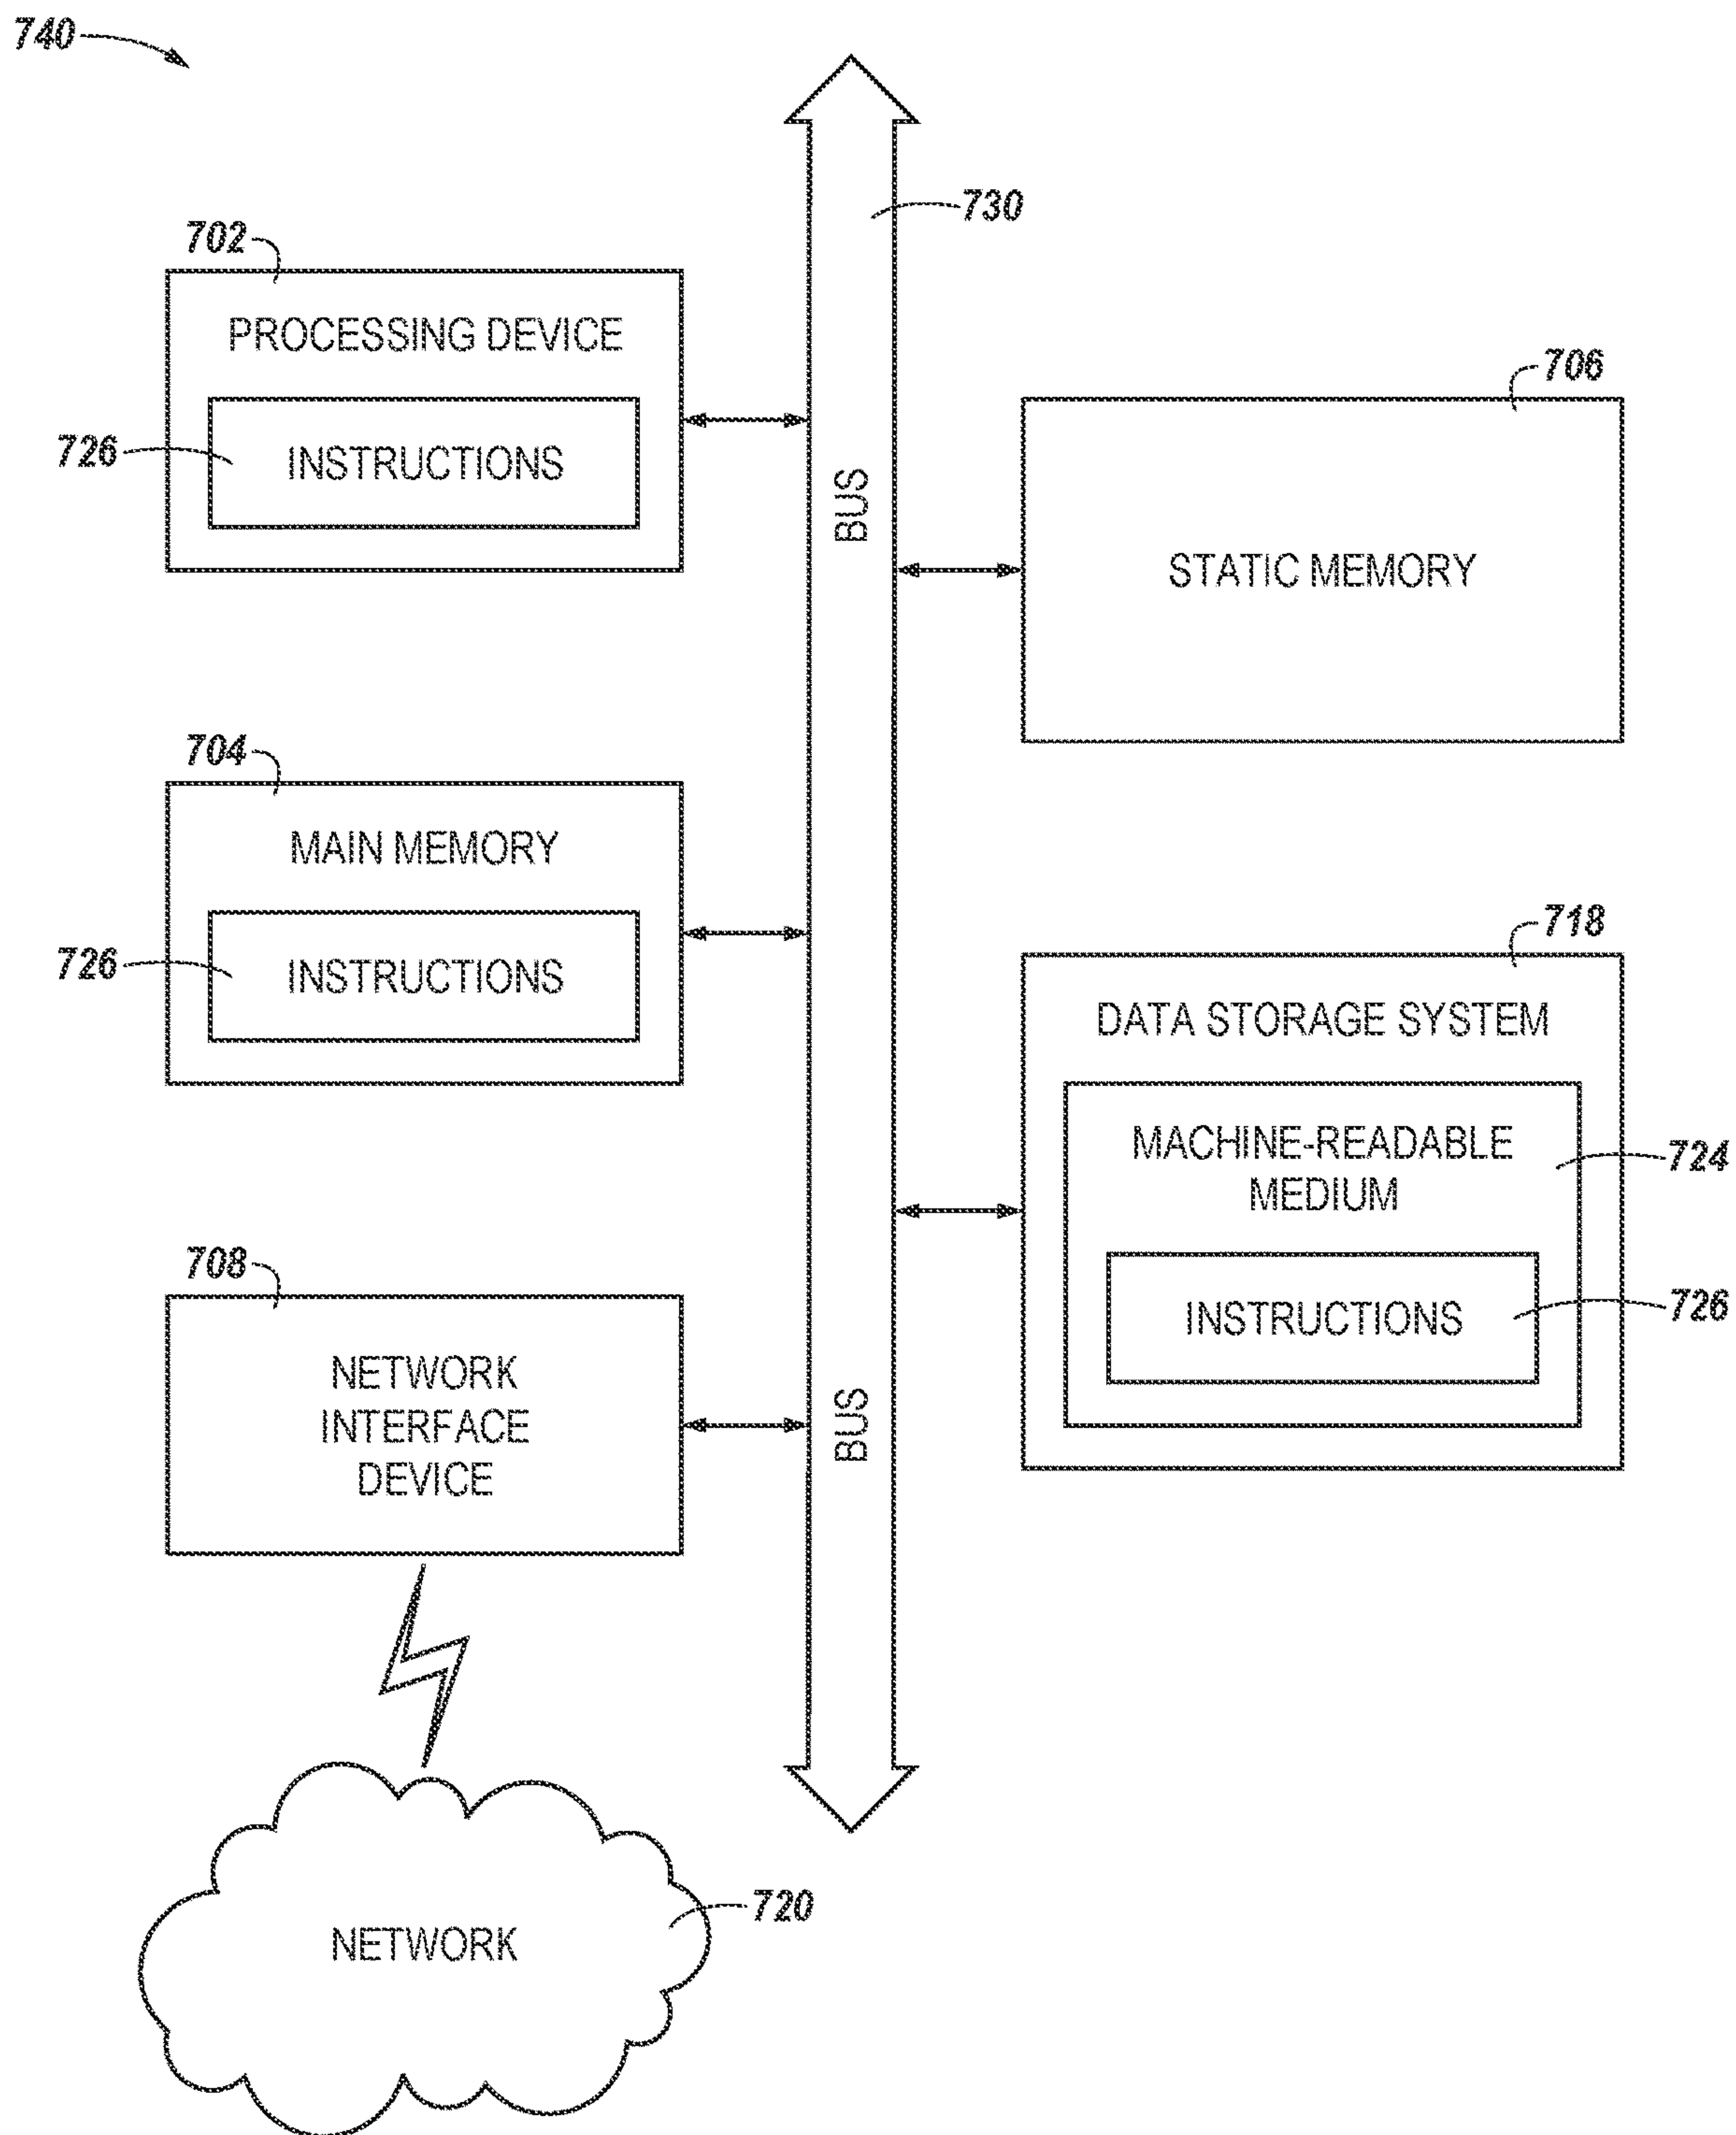 740
730
702
PROCESSING DEVICE
726
INSTRUCTIONS
706
STATIC MEMORY
BUS
704
MAIN MEMORY
726
INSTRUCTIONS
718
DATA STORAGE SYSTEM
MACHINE-READABLE
MEDIUM
724
INSTRUCTIONS
726
708
NETWORK
INTERFACE
DEVICE
BUS
NETWORK
720